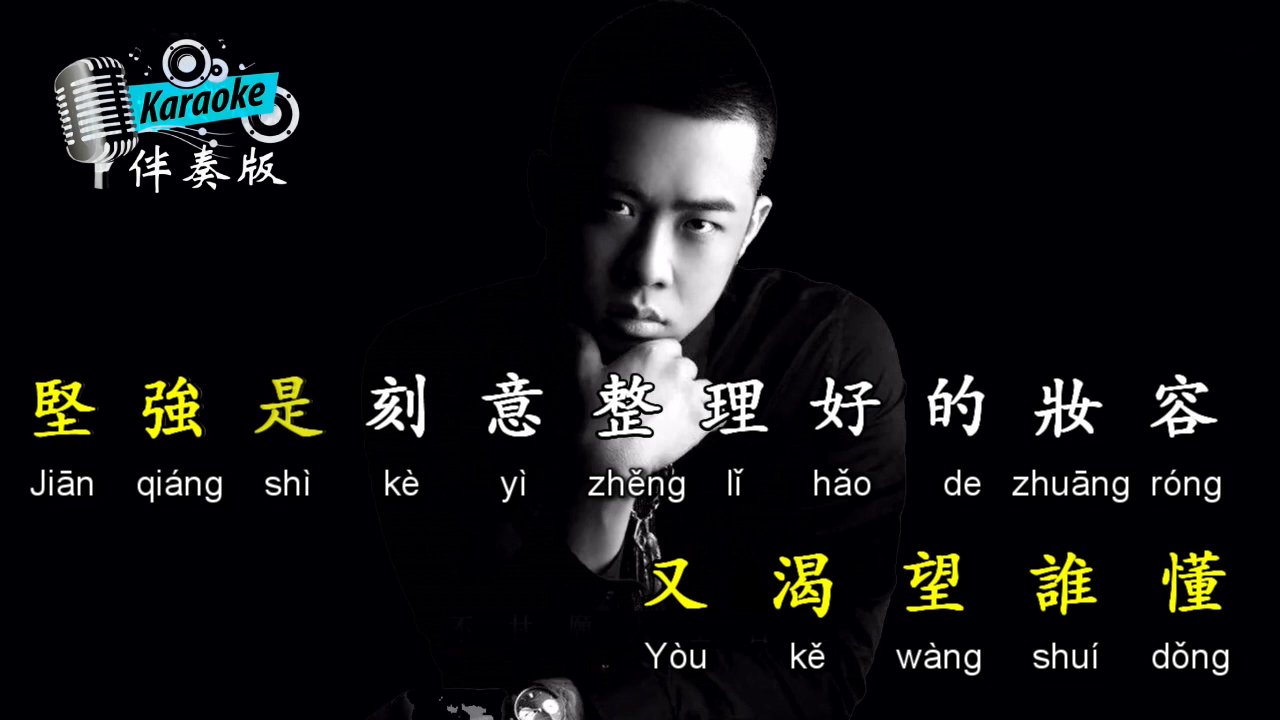 Karaoke
伴奏版
堅強是刻意整理好的妝容
Jiān qiáng shì kè yì zhěng lǐ hǎo de zhuāng róng
又渴望誰懂
Yòu kě wàng shuí dǒng